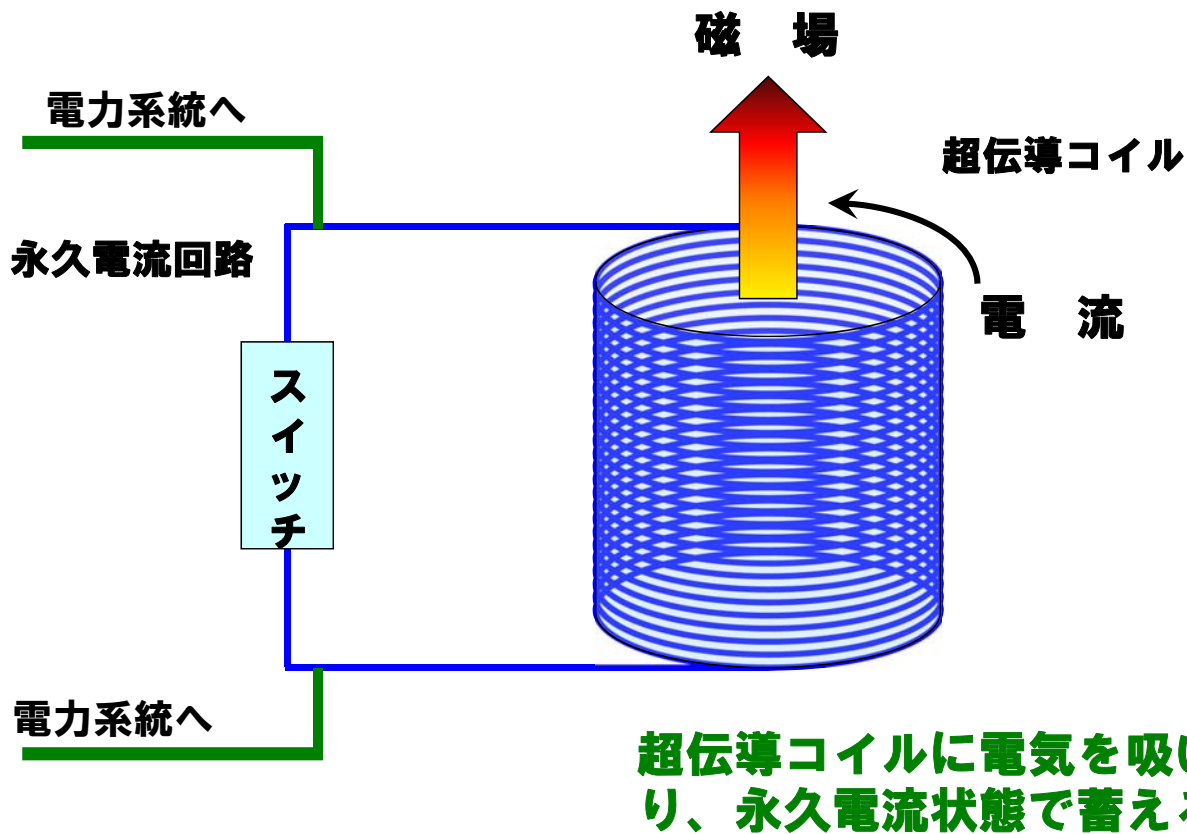 磁　場
電力系統へ
超伝導コイル
永久電流回路
電　流
スイッチ
電力系統へ
超伝導コイルに電気を吸い
り、永久電流状態で蓄える